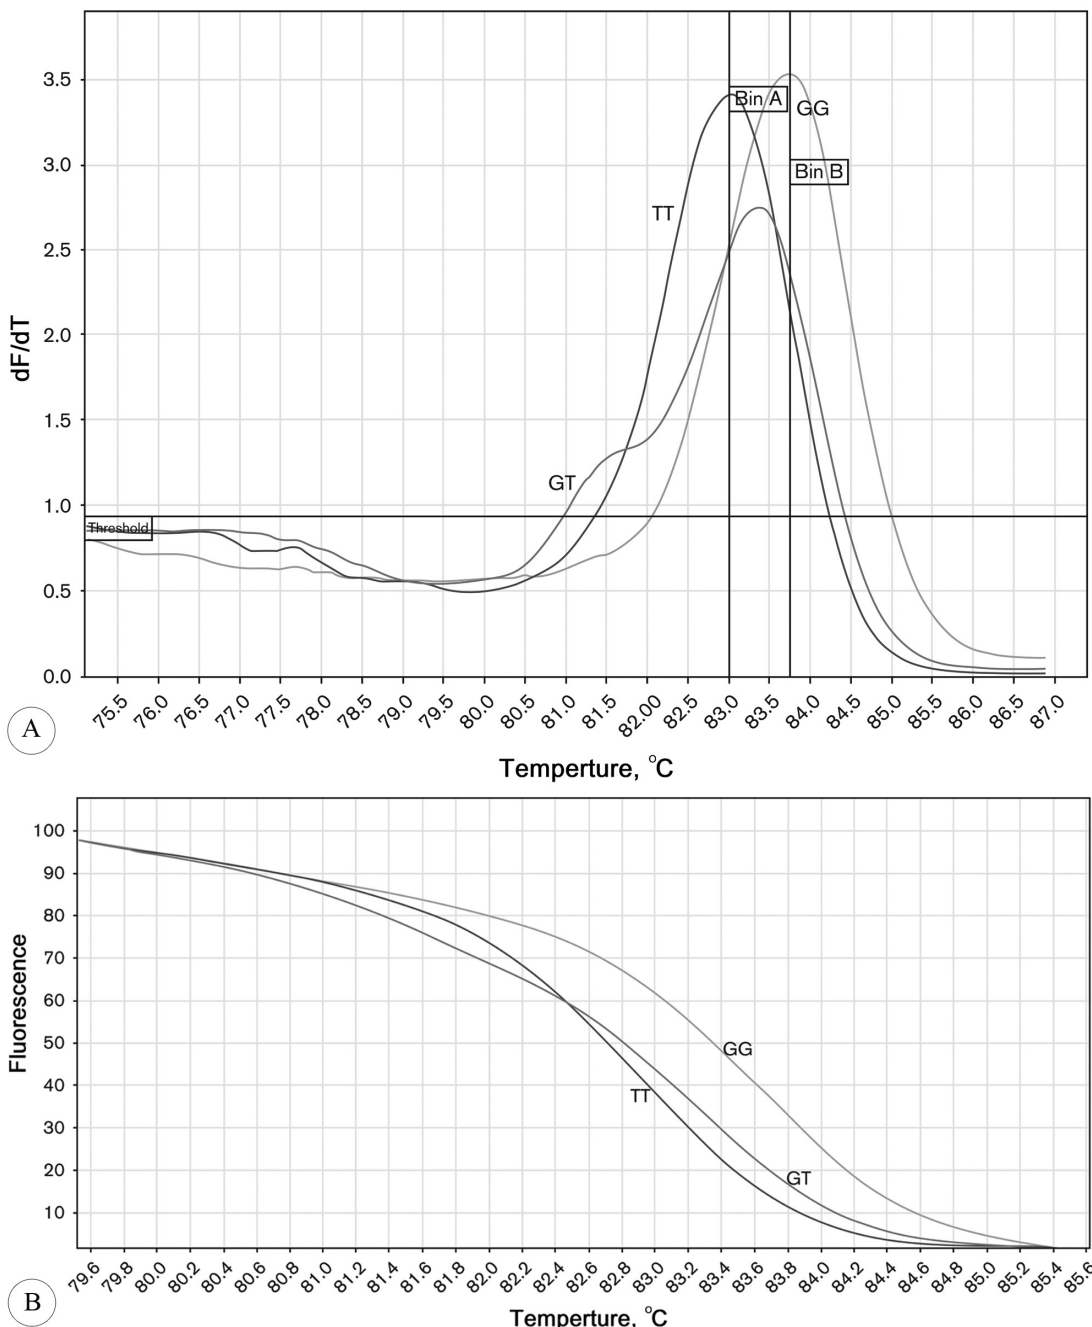 3.5
3.0
2.5
2.0
1.5
1.0
0.5
0.0
dF/dT
Bin A
GG
Bin B
TT
GT
Threshold
75.5 76.0 76.5 77.0 77.5 78.0 78.5 79.0 79.5 80.0 80.5 81.0 81.5 82.00 82.5 83.0 83.5 84.0 84.5 85.0 85.5 86.0 86.5 87.0
A
Temperture, °C
100
90
80
70
60
50
40
30
20
10
Fluorescence
GG
TT
GT
79.6 79.8 80.0 80.2 80.4 80.6 80.8 81.0 81.2 81.4 81.6 81.8 82.0 82.2 82.4 82.6 82.8 83.0 83.2 83.4 83.6 83.8 84.0 84.2 84.4 84.6 84.8 85.0 85.2 85.4 85.6
B
Temperture, °C